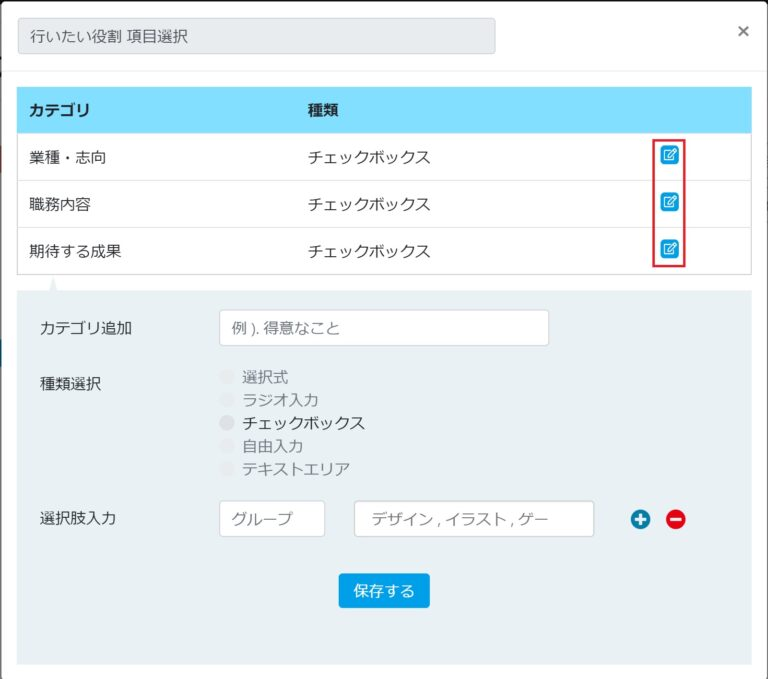 行いたい役割 項目選択
×
カテゴリ 種類
業種・志向 チェックボックス
職務内容 チェックボックス
期待する成果 チェックボックス
カテゴリ追加 例 ). 得意なこと
種類選択 選択式
ラジオ入力
チェックボックス
自由入力
テキストエリア
選択肢入力 グループ デザイン , イラスト , ゲー
保存する